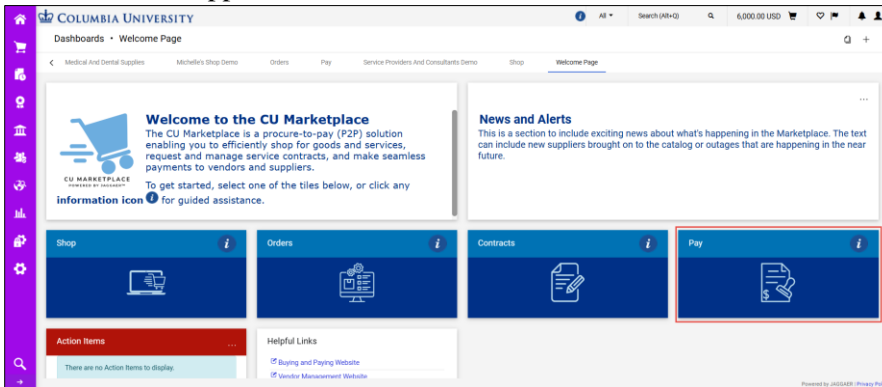 COLUMBIA UNIVERSITY
All
Search (Alt+Q)
6,000.00 USD
Dashboards • Welcome Page
Medical And Dental Supplies
Michelle's Shop Demo
Orders
Pay
Service Providers And Consultants Demo
Shop
Welcome Page
CU MARKETPLACE
POWERED BY JAGGAER
Welcome to the CU Marketplace
The CU Marketplace is a procure-to-pay (P2P) solution
enabling you to efficiently shop for goods and services,
request and manage service contracts, and make seamless
payments to vendors and suppliers.
To get started, select one of the tiles below, or click any
information icon i for guided assistance.
...
News and Alerts
This is a section to include exciting news about what's happening in the Marketplace. The text
can include new suppliers brought on to the catalog or outages that are happening in the near
future.
Shop
Orders
Contracts
Pay
Action Items
...
There are no Action Items to display.
Helpful Links
Buying and Paying Website
Vendor Management Website
Powered by JAGGAER | Privacy